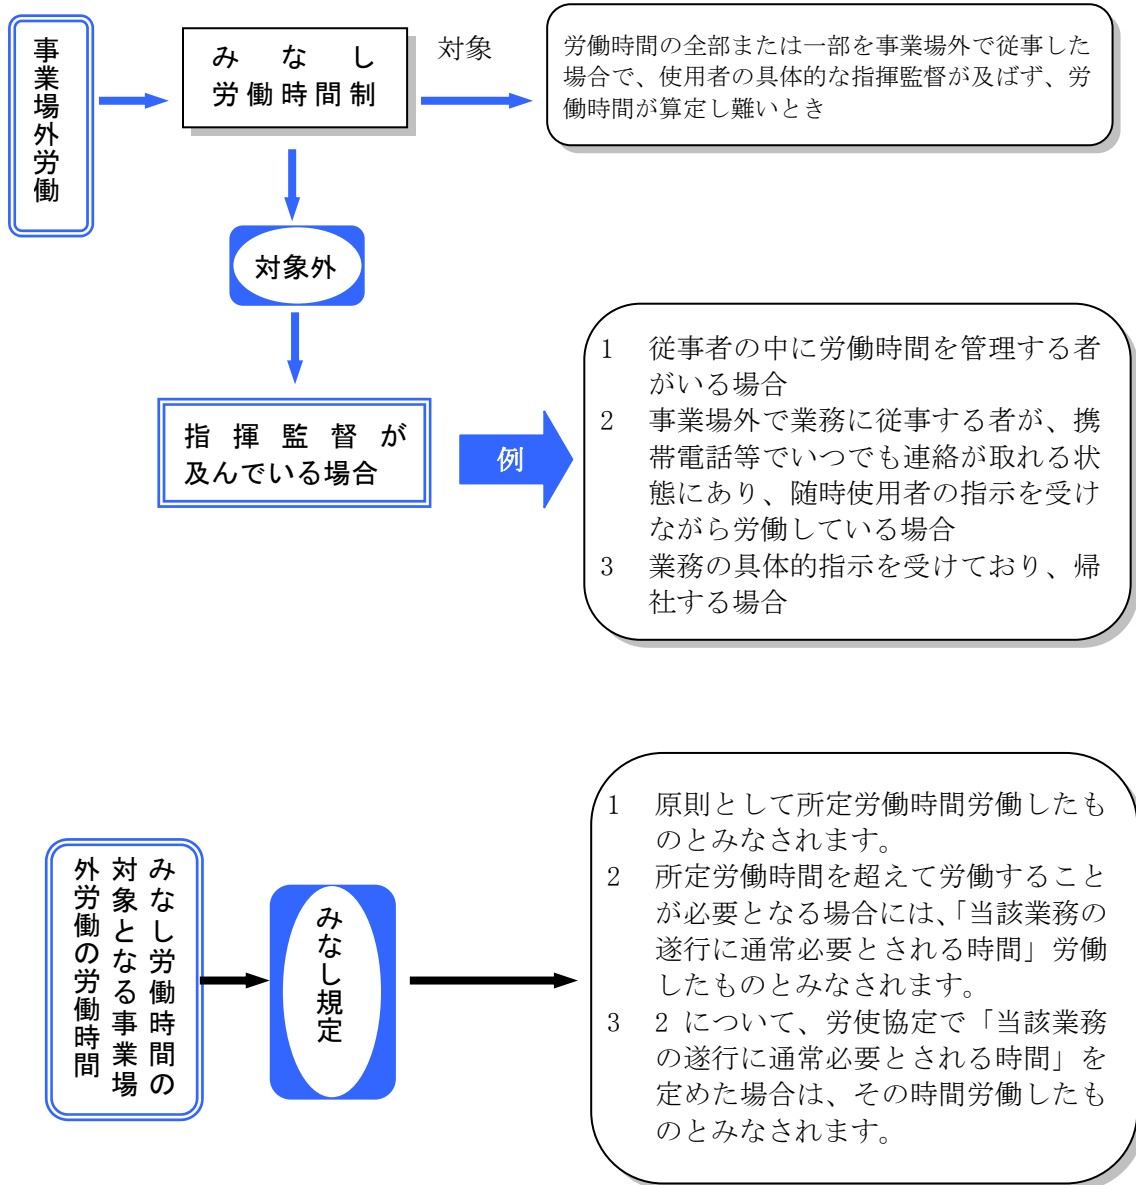 事業場外労働
みなし
労働時間制
対象
労働時間の全部または一部を事業場外で従事した
場合で、使用者の具体的な指揮監督が及ばず、労
働時間が算定し難いとき
対象外
指揮監督が
及んでいる場合
例
1 従事者の中に労働時間を管理する者
がいる場合
2 事業場外で業務に従事する者が、携
帯電話等でいつでも連絡が取れる状
態にあり、随時使用者の指示を受け
ながら労働している場合
3 業務の具体的指示を受けており、帰
社する場合
みなし労働時間の
対象となる事業場
外労働の労働時間
みなし規定
1 原則として所定労働時間労働したも
のとみなされます。
2 所定労働時間を超えて労働すること
が必要となる場合には、「当該業務の
遂行に通常必要とされる時間」労働
したものとみなされます。
3 2 について、労使協定で「当該業務
の遂行に通常必要とされる時間」を
定めた場合は、その時間労働したも
のとみなされます。